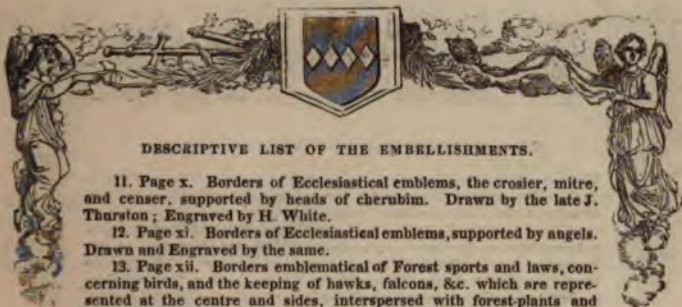 DESCRIPTIVE LIST OF THE EMBELLISHMENTS.
11. Page x. Borders of Ecclesiastical emblems, the crosier, mitre,
and censer, supported by heads of cherubim. Drawn by the late J.
Thurston; Engraved by H. White.
12. Page xi. Borders of Ecclesiastical emblems, supported by angels.
Drawn and Engraved by the same.
13. Page xii. Borders emblematical of Forest sports and laws, con-
cerning birds, and the keeping of hawks, falcons, &c. which are repre-
sented at the centre and sides, interspersed with forest-plants and